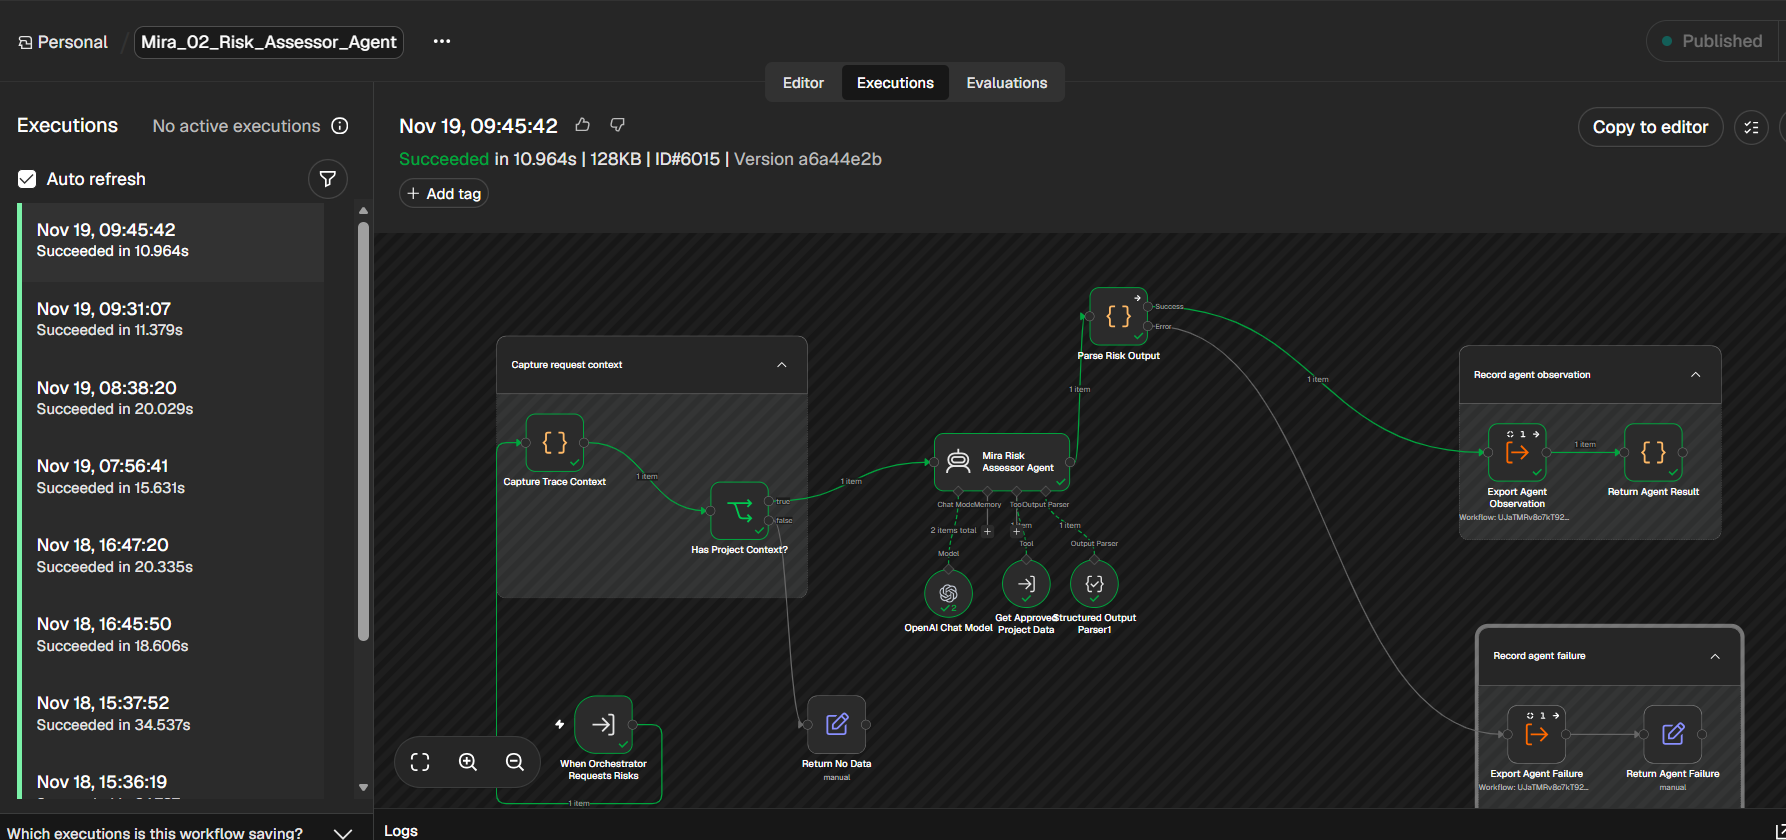 Personal / Mira_02_Risk_Assessor_Agent ...
Published
Editor Executions Evaluations
Executions No active executions
Auto refresh
Nov 19, 09:45:42
Succeeded in 10.964s
Nov 19, 09:31:07
Succeeded in 11.379s
Nov 19, 08:38:20
Succeeded in 20.029s
Nov 19, 07:56:41
Succeeded in 15.631s
Nov 18, 16:47:20
Succeeded in 20.335s
Nov 18, 16:45:50
Succeeded in 18.606s
Nov 18, 15:37:52
Succeeded in 34.537s
Nov 18, 15:36:19
Which executions is this workflow saving?
Nov 19, 09:45:42
Succeeded in 10.964s | 128KB | ID#6015 | Version a6a44e2b
+ Add tag
Copy to editor
Capture request context
Capture Trace Context
1 item
Has Project Context?
true
false
1 item
When Orchestrator
Requests Risks
1 item
Return No Data
manual
Mira Risk
Assessor Agent
Chat Model
Memory
Tool
Output Parser
2 items total
1 item
1 item
Model
Tool
Output Parser
2
OpenAI Chat Model
Get Approved
Project Data
Structured Output
Parser1
1 item
Parse Risk Output
Success
Error
1 item
Record agent observation
1
Export Agent
Observation
Workflow: UJaTMRv8o7kT92...
1 item
Return Agent Result
Record agent failure
1
Export Agent Failure
Workflow: UJaTMRv8o7kT92...
Return Agent Failure
manual
Logs